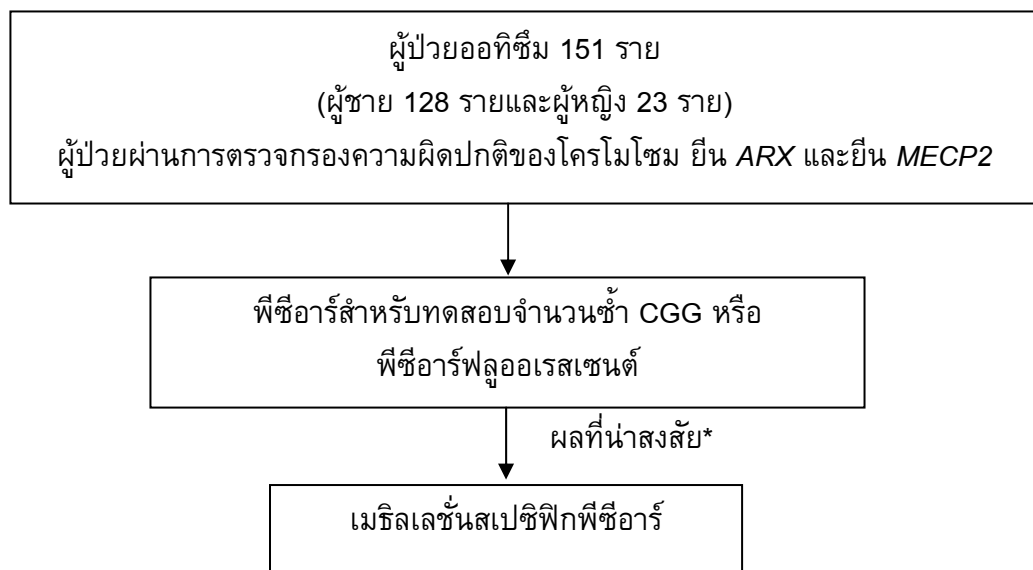 ผู้ป่วยออทิซึม 151 ราย
(ผู้ชาย 128 รายและผู้หญิง 23 ราย)
ผู้ป่วยผ่านการตรวจกรองความผิดปกติของโครโมโซม ยีน ARX และยีน MECP2
พีซีอาร์สำหรับทดสอบจำนวนซ้ำ CGG หรือ
พีซีอาร์ฟลูออเรสเซนต์
ผลที่น่าสงสัย*
เมธิลเลชั่นสเปซิฟิกพีซีอาร์